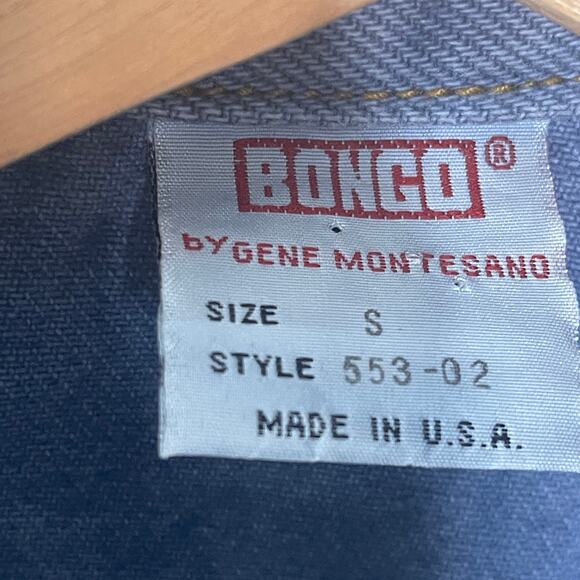 BONGO®
by GENE MONTESANO
SIZE S
STYLE 553-02
MADE IN U.S.A.